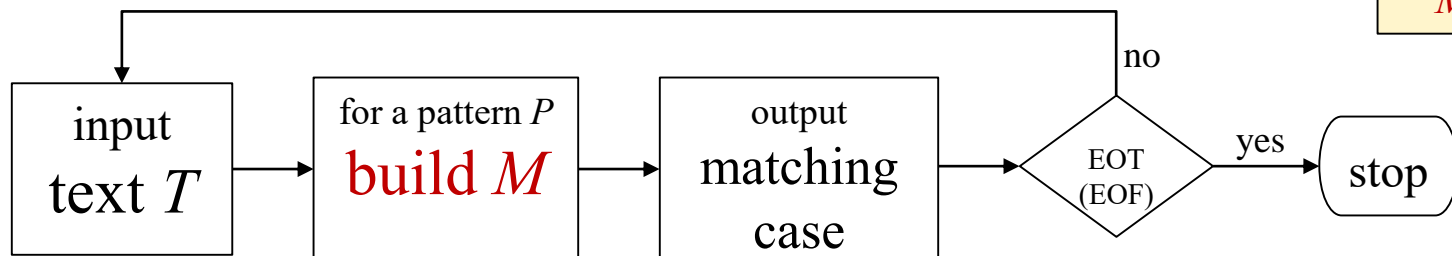 M
no
input
text T
for a pattern P
build M
output
matching
case
EOT
(EOF)
yes
stop